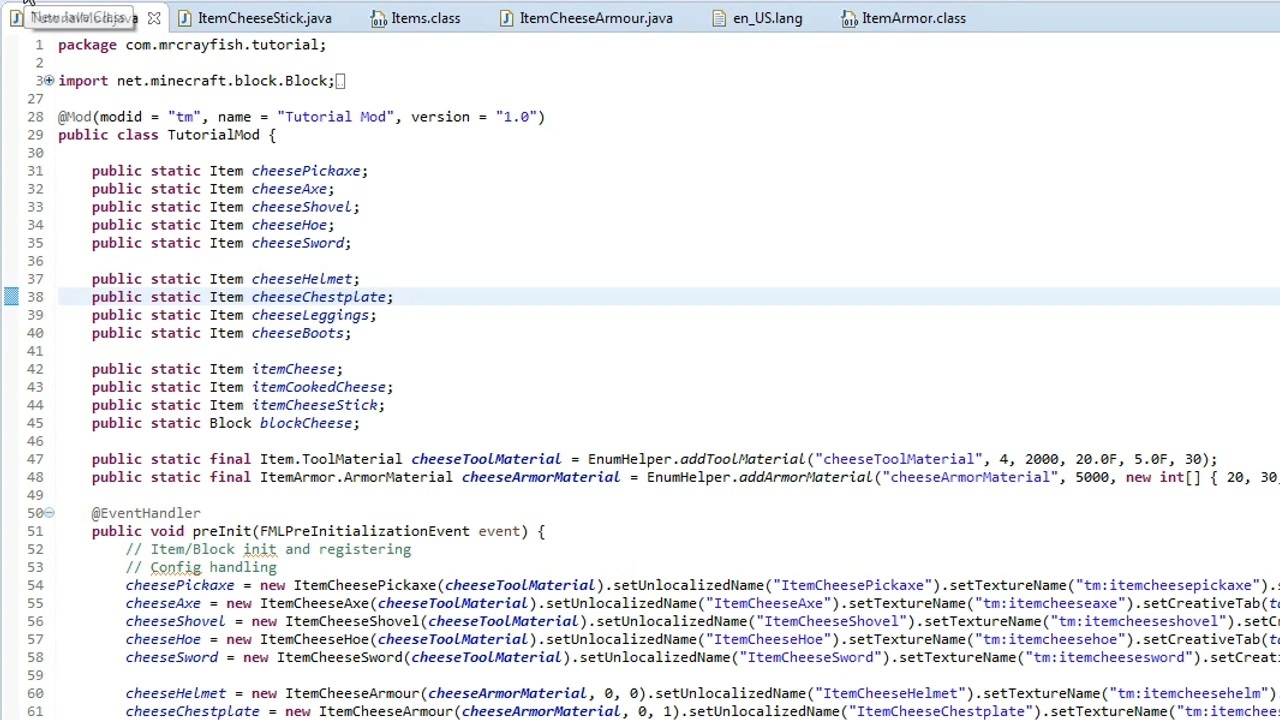 New Java Class ItemCheeseStick.java Items.class ItemCheeseArmour.java en_US.lang ItemArmor.class
1 package com.mrcrayfish.tutorial;
2
3 import net.minecraft.block.Block;
27
28 @Mod(modid = "tm", name = "Tutorial Mod", version = "1.0")
29 public class TutorialMod {
30
31 public static Item cheesePickaxe;
32 public static Item cheeseAxe;
33 public static Item cheeseShovel;
34 public static Item cheeseHoe;
35 public static Item cheeseSword;
36
37 public static Item cheeseHelmet;
38 public static Item cheeseChestplate;
39 public static Item cheeseLeggings;
40 public static Item cheeseBoots;
41
42 public static Item itemCheese;
43 public static Item itemCookedCheese;
44 public static Item itemCheeseStick;
45 public static Block blockCheese;
46
47 public static final Item.ToolMaterial cheeseToolMaterial = EnumHelper.addToolMaterial("cheeseToolMaterial", 4, 2000, 20.0F, 5.0F, 30);
48 public static final ItemArmor.ArmorMaterial cheeseArmorMaterial = EnumHelper.addArmorMaterial("cheeseArmorMaterial", 5000, new int[] { 20, 30,
49
50 @EventHandler
51 public void preInit(FMLPreInitializationEvent event) {
52 // Item/Block init and registering
53 // Config handling
54 cheesePickaxe = new ItemCheesePickaxe(cheeseToolMaterial).setUnlocalizedName("ItemCheesePickaxe").setTextureName("tm:itemcheesepickaxe").
55 cheeseAxe = new ItemCheeseAxe(cheeseToolMaterial).setUnlocalizedName("ItemCheeseAxe").setTextureName("tm:itemcheeseaxe").setCreativeTab(
56 cheeseShovel = new ItemCheeseShovel(cheeseToolMaterial).setUnlocalizedName("ItemCheeseShovel").setTextureName("tm:itemcheeseshovel").setC
57 cheeseHoe = new ItemCheeseHoe(cheeseToolMaterial).setUnlocalizedName("ItemCheeseHoe").setTextureName("tm:itemcheesehoe").setCreativeTab(
58 cheeseSword = new ItemCheeseSword(cheeseToolMaterial).setUnlocalizedName("ItemCheeseSword").setTextureName("tm:itemcheesesword").setCreat
59
60 cheeseHelmet = new ItemCheeseArmour(cheeseArmorMaterial, 0, 0).setUnlocalizedName("ItemCheeseHelmet").setTextureName("tm:itemcheesehelm")
61 cheeseChestplate = new ItemCheeseArmour(cheeseArmorMaterial, 0, 1).setUnlocalizedName("ItemCheeseChestplate").setTextureName("tm:itemchee